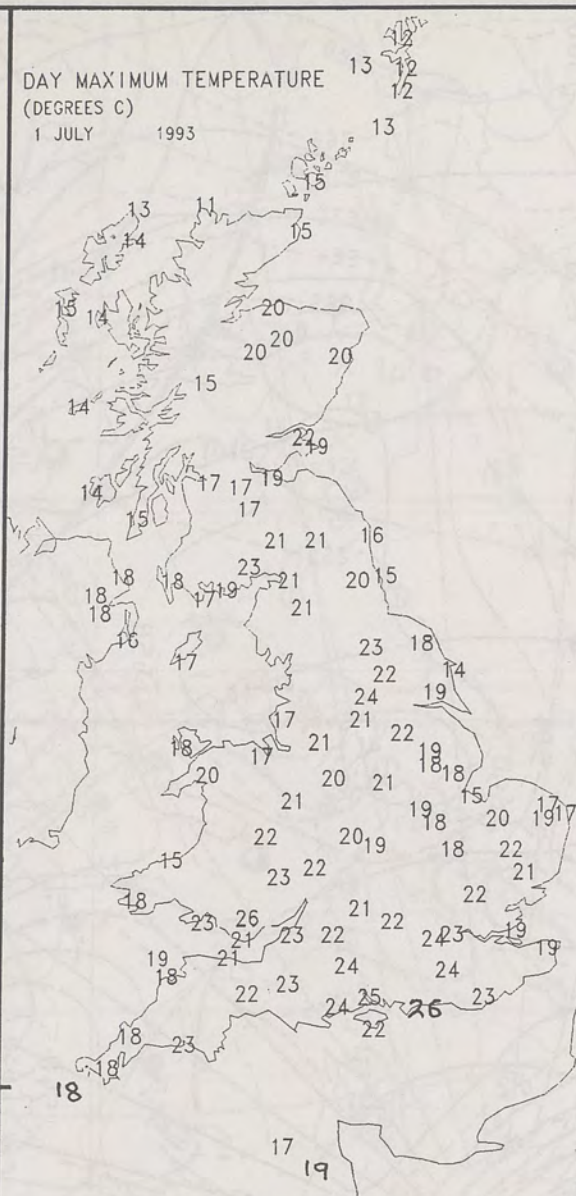 DAY MAXIMUM TEMPERATURE
(DEGREES C)
1 JULY 1993
12
13 12
12
13
15
13 11
14 15
15 14 20
20 20 20
15
14
22 19
19
14 17 17
17
15
21 21 16
23
18 18 21 20 15
18 17 19
18 21
16
23 18
17 22 14
24 19
17 21
18 21 22 19
17 18
20 20 21 18
15
21 17 17
19 20 19
18
22 20 19
18 22
15 22 21
23
18 22
23 26 21 22
21 23 22 24 23 19
19 21 19
18 24 24
22 23 25 23
24 26
22
18 23
18
18
17
19